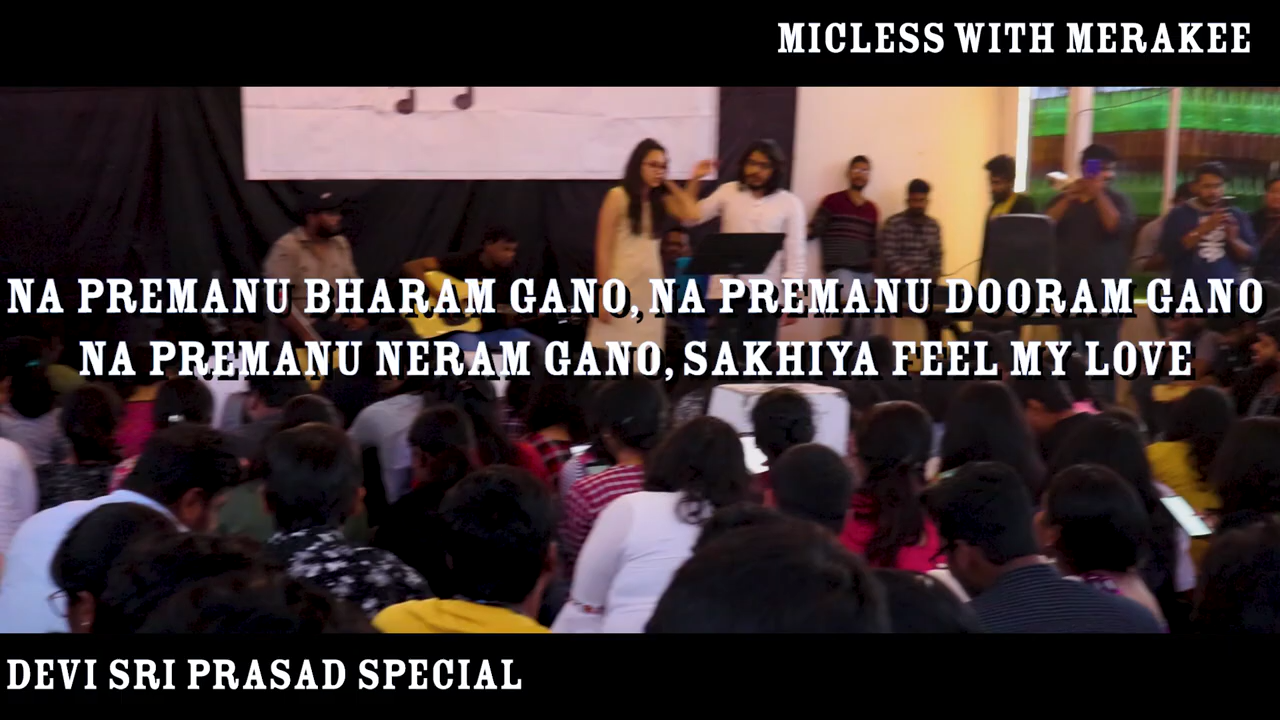 MICLESS WITH MERAKEE
NA PREMANU BHARAM GANO, NA PREMANU DOORAM GANO
NA PREMANU NERAM GANO, SAKHIYA FEEL MY LOVE
DEVI SRI PRASAD SPECIAL